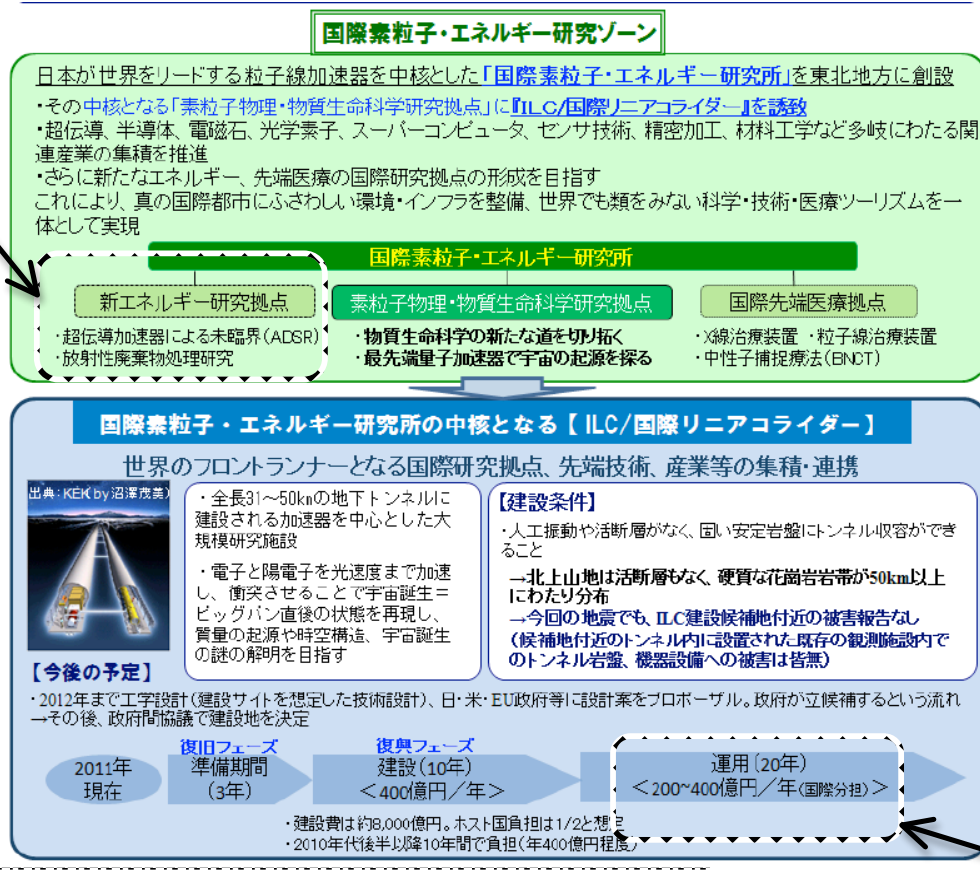 国際素粒子・エネルギー研究ゾーン
日本が世界をリードする粒子線加速器を中核とした「国際素粒子・エネルギー研究所」を東北地方に創設
・その中核となる「素粒子物理・物質生命科学研究拠点」に『ILC/国際リニアコライダー』を誘致
・超伝導、半導体、電磁石、光学素子、スーパーコンピュータ、センサ技術、精密加工、材料工学など多岐にわたる関
連産業の集積を推進
・さらに新たなエネルギー、先端医療の国際研究拠点の形成を目指す
これにより、真の国際都市にふさわしい環境・インフラを整備、世界でも類をみない科学・技術・医療ツーリズムを一
体として実現
国際素粒子・エネルギー研究所
新エネルギー研究拠点
・超伝導加速器による未臨界(ADSR)
・放射性廃棄物処理研究
素粒子物理・物質生命科学研究拠点
・物質生命科学の新たな道を切り拓く
・最先端量子加速器で宇宙の起源を探る
国際先端医療拠点
・X線治療装置 ・粒子線治療装置
・中性子捕捉療法(BNCT)
国際素粒子・エネルギー研究所の中核となる【ILC/国際リニアコライダー】
世界のフロントランナーとなる国際研究拠点、先端技術、産業等の集積・連携
出典：KEK by沼澤茂美)
・全長31～50kmの地下トンネルに
建設される加速器を中心とした大
規模研究施設
・電子と陽電子を光速度まで加速
し、衝突させることで宇宙誕生＝
ビッグバン直後の状態を再現し、
質量の起源や時空構造、宇宙誕生
の謎の解明を目指す
【建設条件】
・人工振動や活断層がなく、固い安定岩盤にトンネル収容ができ
ること
→北上山地は活断層もなく、硬質な花崗岩岩帯が50km以上
にわたり分布
→今回の地震でも、ILC建設候補地付近の被害報告なし
(候補地付近のトンネル内に設置された既存の観測施設内で
のトンネル岩盤、機器設備への被害は皆無)
【今後の予定】
・2012年まで工学設計(建設サイトを想定した技術設計)、日・米・EU政府等に設計案をプロポーザル。政府が立候補するという流れ
→その後、政府間協議で建設地を決定
2011年
現在
復旧フェーズ
準備期間
(3年)
復興フェーズ
建設(10年)
＜400億円／年＞
運用(20年)
＜200~400億円／年(国際分担)＞
・建設費は約8,000億円。ホスト国負担は1/2と想定
・2010年代後半以降10年間で負担(年400億円程度)